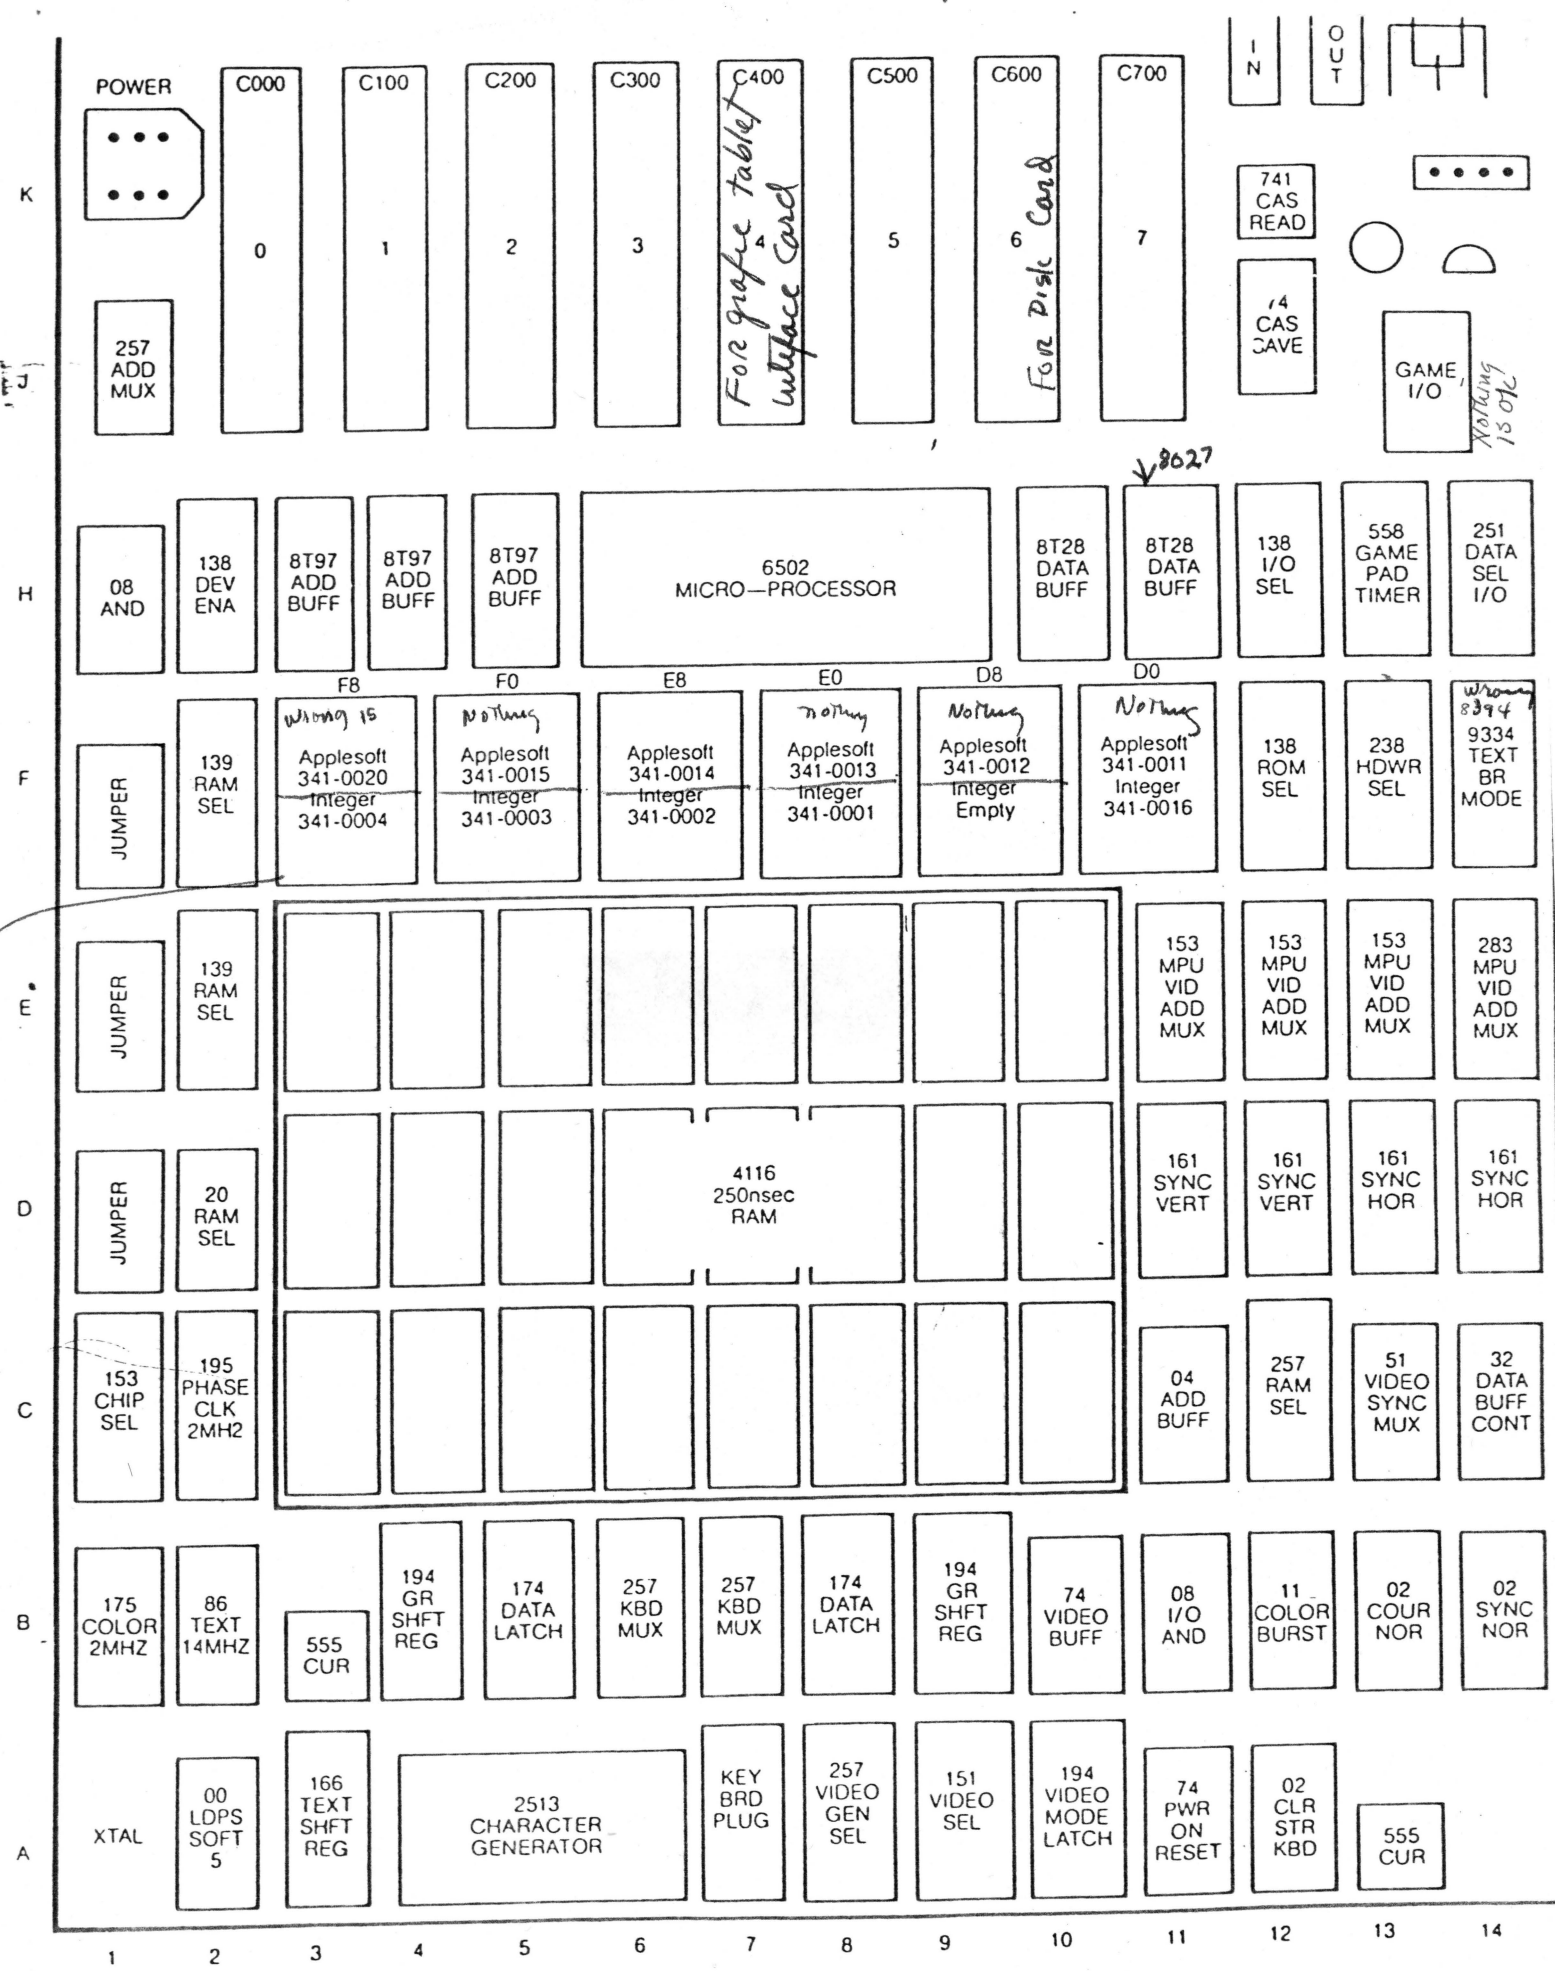 IN
OUT
POWER
C000
C100
C200
C300
C400
C500
C600
C700
K
0
1
2
3
4
5
6
7
For grafic tablet
interface Card
For Disk Card
741
CAS
READ
74
CAS
SAVE
J
257
ADD
MUX
GAME
I/O
Nothing
is OK
8027
H
08
AND
138
DEV
ENA
8T97
ADD
BUFF
8T97
ADD
BUFF
8T97
ADD
BUFF
6502
MICRO—PROCESSOR
8T28
DATA
BUFF
8T28
DATA
BUFF
138
I/O
SEL
558
GAME
PAD
TIMER
251
DATA
SEL
I/O
F8
F0
E8
E0
D8
D0
F
JUMPER
139
RAM
SEL
Wrong is
Applesoft
341-0020
Integer
341-0004
Nothing
Applesoft
341-0015
Integer
341-0003
Applesoft
341-0014
Integer
341-0002
nothing
Applesoft
341-0013
Integer
341-0001
Nothing
Applesoft
341-0012
Integer
Empty
Nothing
Applesoft
341-0011
Integer
341-0016
138
ROM
SEL
238
HDWR
SEL
Wrong
8394
9334
TEXT
BR
MODE
E
JUMPER
139
RAM
SEL
153
MPU
VID
ADD
MUX
153
MPU
VID
ADD
MUX
153
MPU
VID
ADD
MUX
283
MPU
VID
ADD
MUX
D
JUMPER
20
RAM
SEL
4116
250nsec
RAM
161
SYNC
VERT
161
SYNC
VERT
161
SYNC
HOR
161
SYNC
HOR
C
153
CHIP
SEL
195
PHASE
CLK
2MH2
04
ADD
BUFF
257
RAM
SEL
51
VIDEO
SYNC
MUX
32
DATA
BUFF
CONT
B
175
COLOR
2MHZ
86
TEXT
14MHZ
555
CUR
194
GR
SHFT
REG
174
DATA
LATCH
257
KBD
MUX
257
KBD
MUX
174
DATA
LATCH
194
GR
SHFT
REG
74
VIDEO
BUFF
08
I/O
AND
11
COLOR
BURST
02
COUR
NOR
02
SYNC
NOR
A
XTAL
00
LDPS
SOFT
5
166
TEXT
SHFT
REG
2513
CHARACTER
GENERATOR
KEY
BRD
PLUG
257
VIDEO
GEN
SEL
151
VIDEO
SEL
194
VIDEO
MODE
LATCH
74
PWR
ON
RESET
02
CLR
STR
KBD
555
CUR
1 2 3 4 5 6 7 8 9 10 11 12 13 14